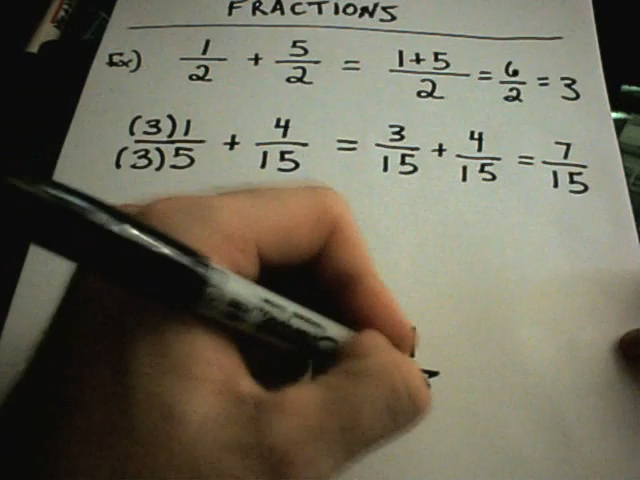 FRACTIONS
Ex) 1/2 + 5/2 = 1+5/2 = 6/2 = 3
(3)1/(3)5 + 4/15 = 3/15 + 4/15 = 7/15